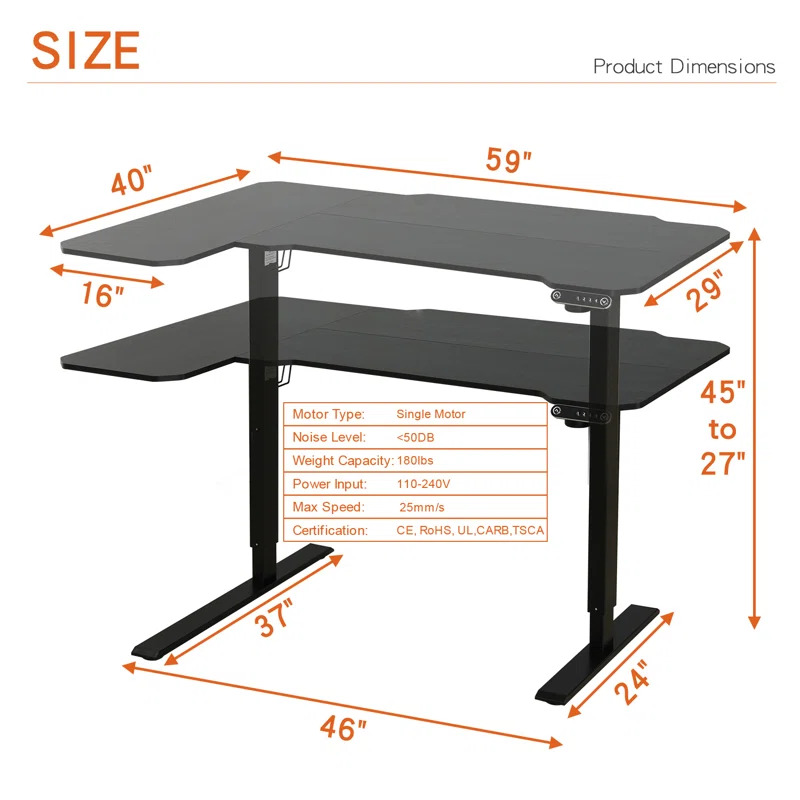 SIZE
Product Dimensions
59"
40"
16"
29"
45"
to
27"
Motor Type: Single Motor
Noise Level: <50DB
Weight Capacity: 180lbs
Power Input: 110-240V
Max Speed: 25mm/s
Certification: CE, RoHS, UL,CARB,TSCA
37"
24"
46"